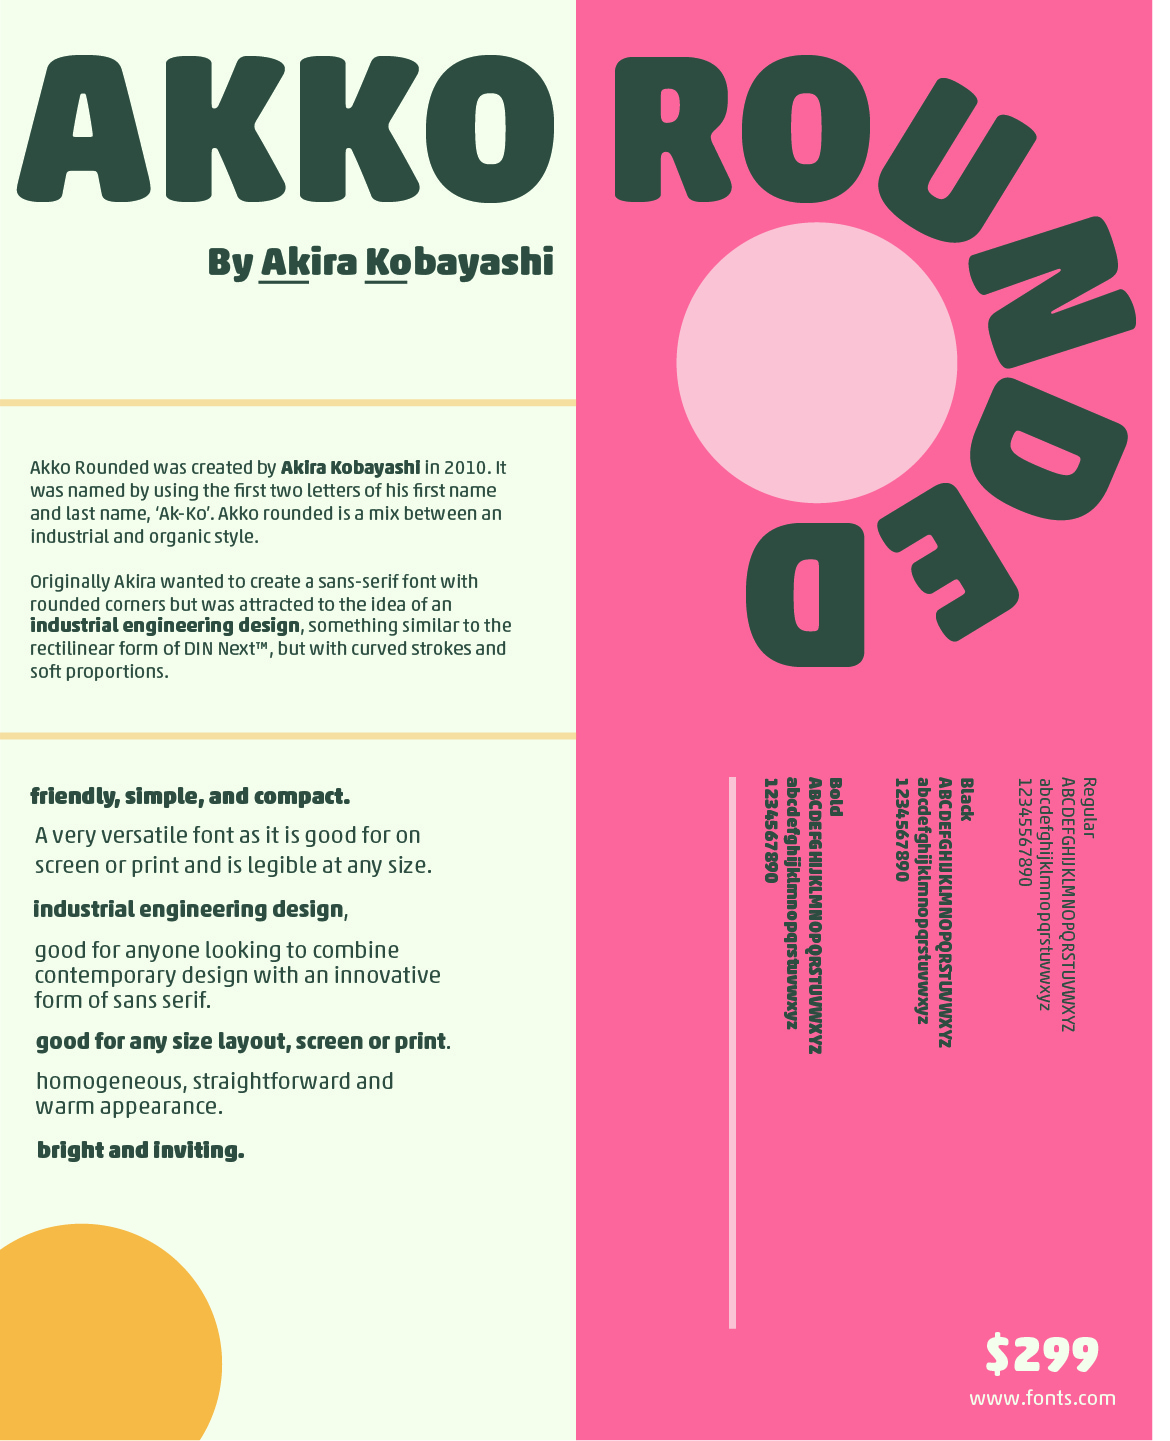 AKKO
By Akira Kobayashi
Akko Rounded was created by Akira Kobayashi in 2010. It
was named by using the first two letters of his first name
and last name, ‘Ak-Ko’. Akko rounded is a mix between an
industrial and organic style.
Originally Akira wanted to create a sans-serif font with
rounded corners but was attracted to the idea of an
industrial engineering design, something similar to the
rectilinear form of DIN Next™, but with curved strokes and
soft proportions.
friendly, simple, and compact.
A very versatile font as it is good for on
screen or print and is legible at any size.
industrial engineering design,
good for anyone looking to combine
contemporary design with an innovative
form of sans serif.
good for any size layout, screen or print.
homogeneous, straightforward and
warm appearance.
bright and inviting.
ROUNDED
Regular
ABCDEFGHIJKLMNOPQRSTUVWXYZ
abcdefghijklmnopqrstuvwxyz
1234567890
Black
ABCDEFGHIJKLMNOPQRSTUVWXYZ
abcdefghijklmnopqrstuvwxyz
1234567890
Bold
ABCDEFGHIJKLMNOPQRSTUVWXYZ
abcdefghijklmnopqrstuvwxyz
1234567890
$299
www.fonts.com